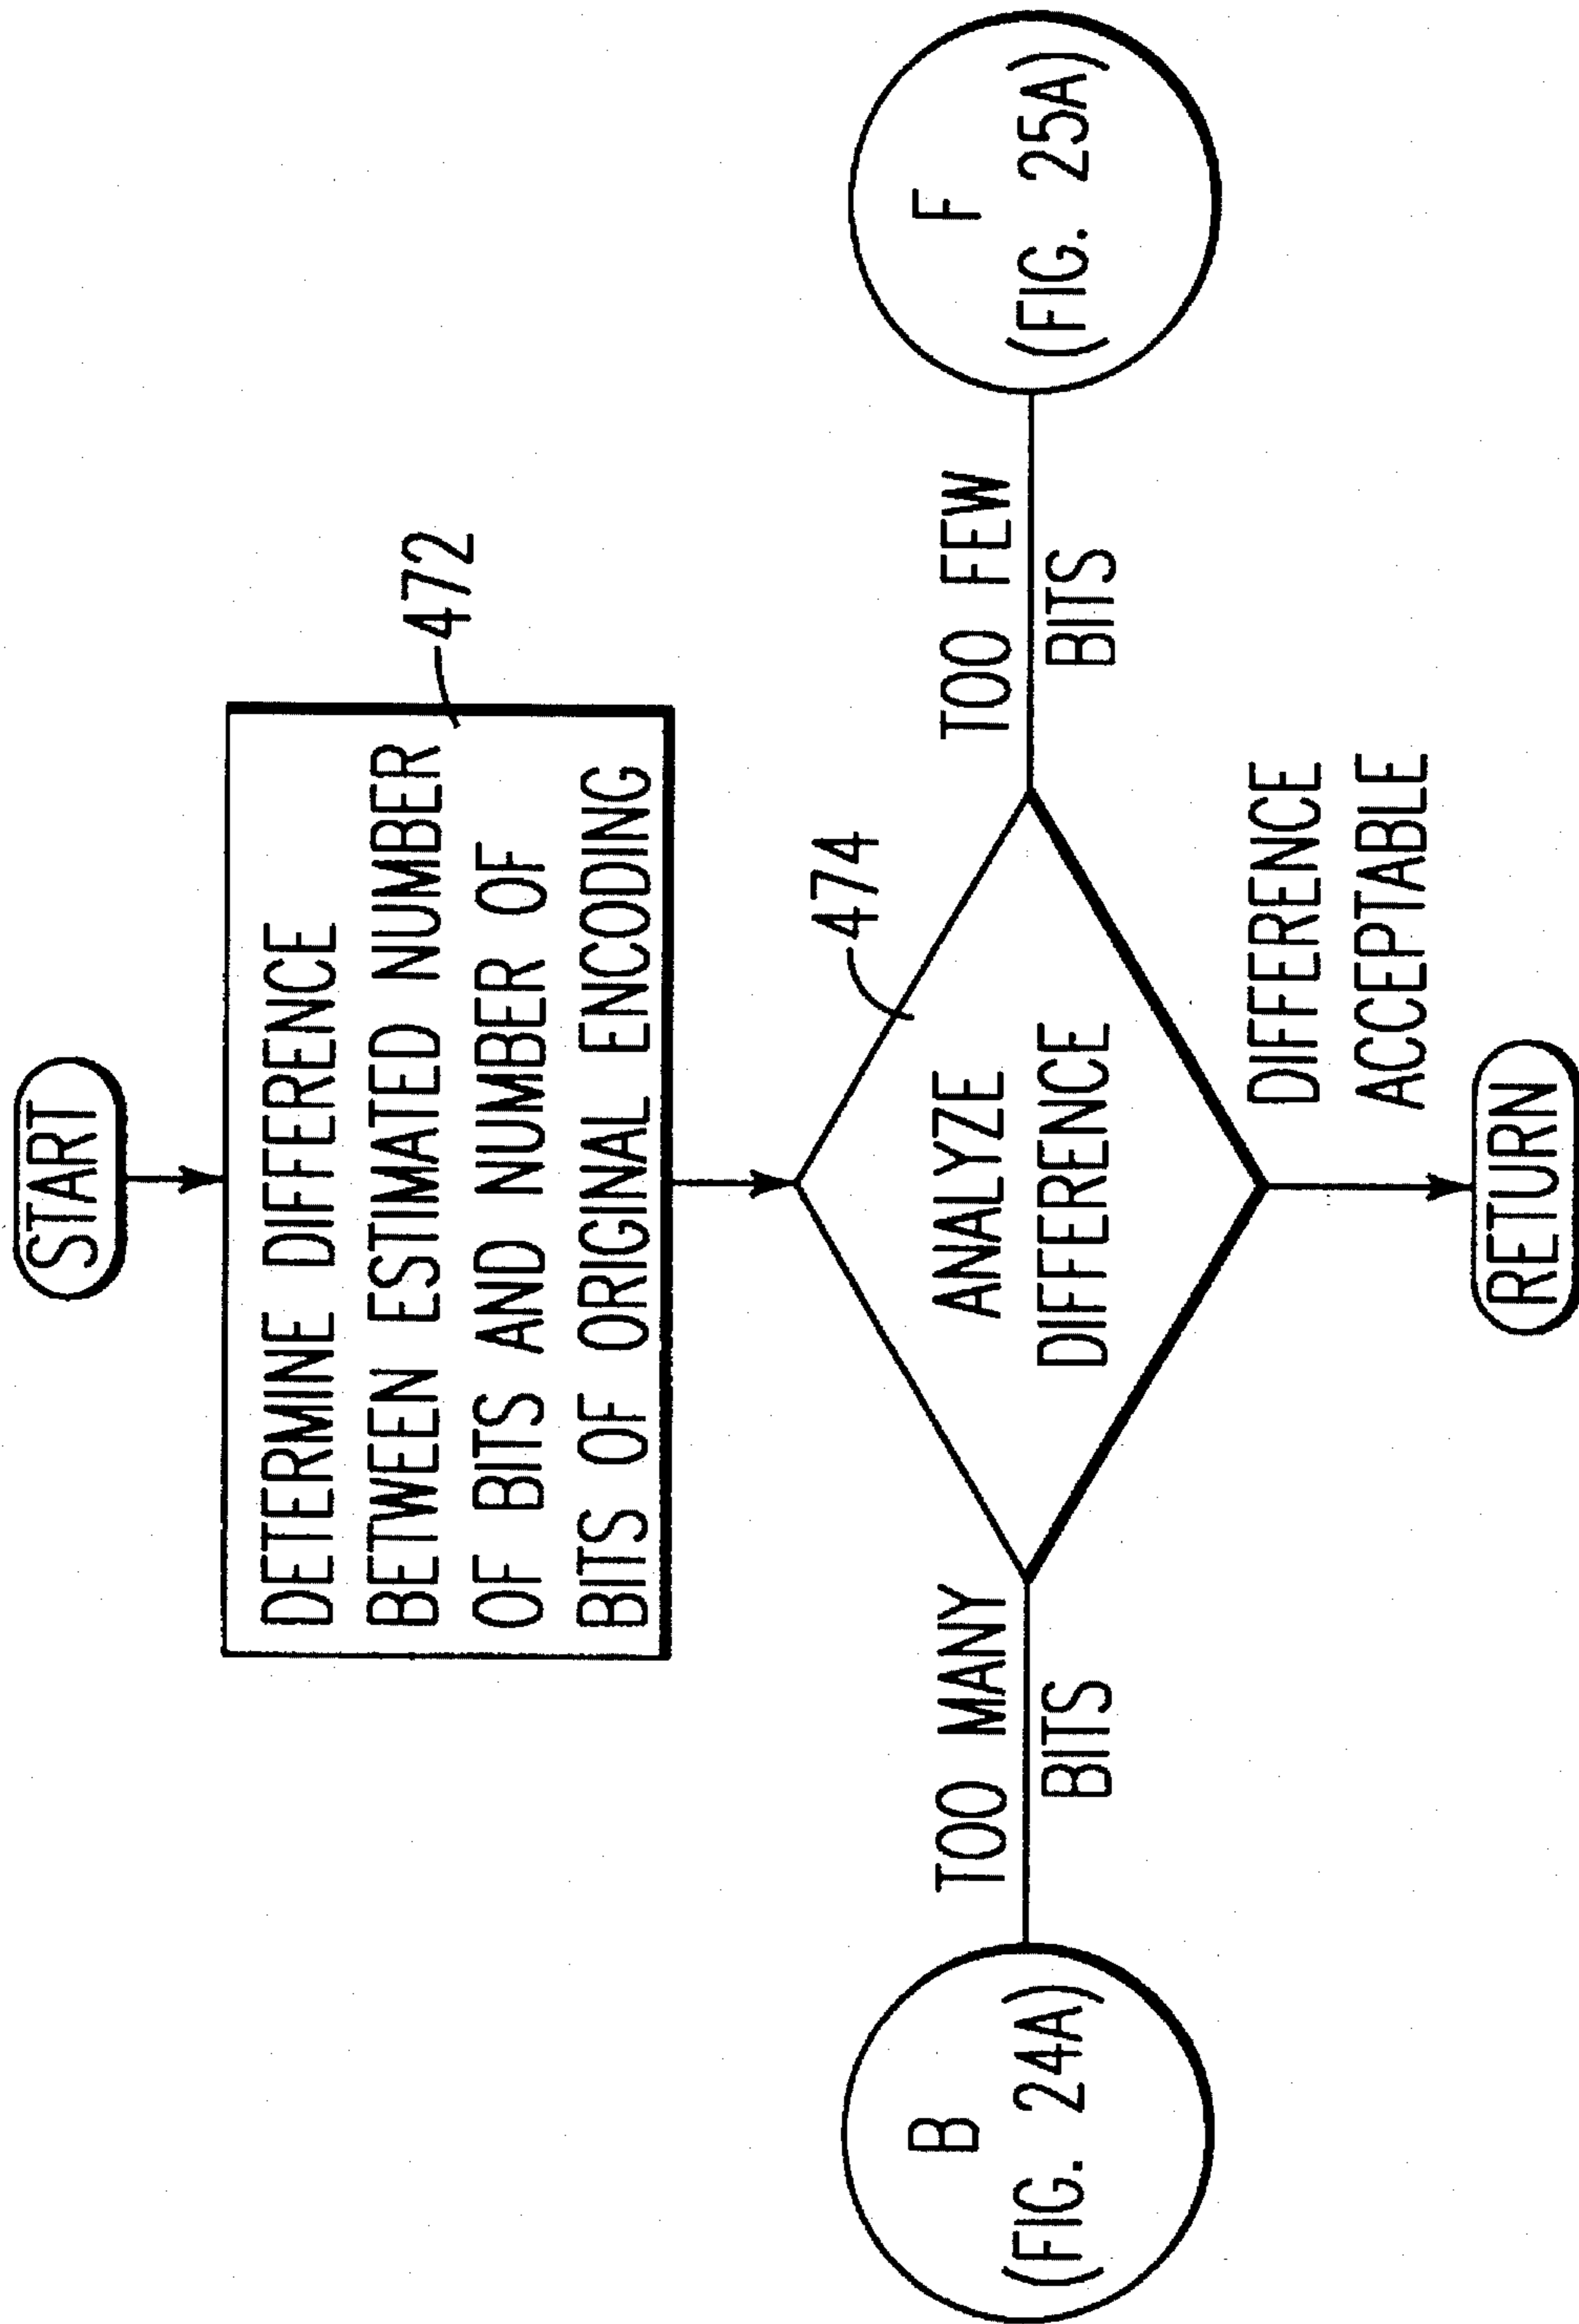 START
DETERMINE DIFFERENCE
BETWEEN ESTIMATED NUMBER
OF BITS AND NUMBER OF
BITS OF ORIGINAL ENCODING
472
474
ANALYZE
DIFFERENCE
TOO MANY
BITS
B
(FIG. 24A)
TOO FEW
BITS
F
(FIG. 25A)
DIFFERENCE
ACCEPTABLE
RETURN